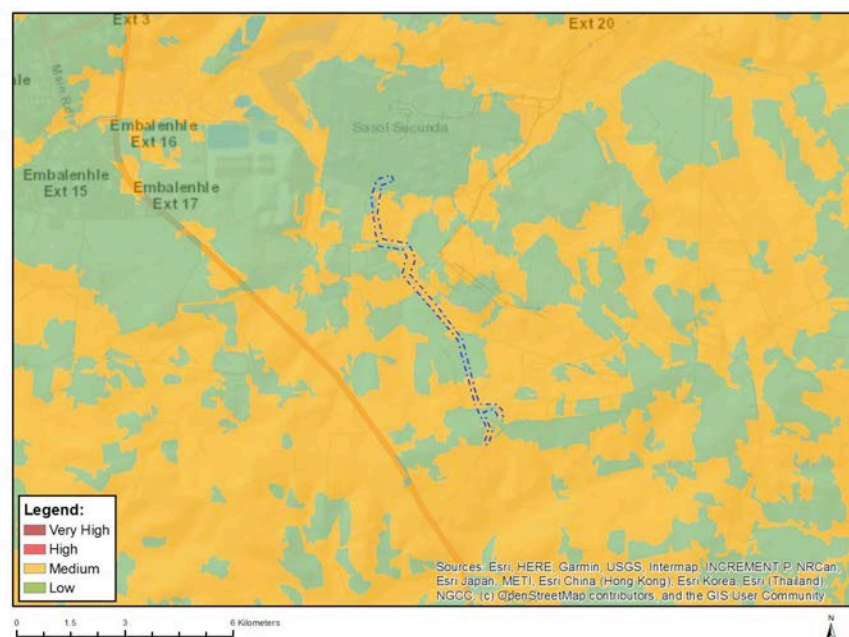 Ext 3
Ext 20
Main Rd
hle
Embalenhle
Ext 16
Sasol Secunda
Embalenhle
Ext 15
Embalenhle
Ext 17
Legend:
Very High
High
Medium
Low
Sources: Esri, HERE, Garmin, USGS, Intermap, INCREMENT P, NRCan,
Esri Japan, METI, Esri China (Hong Kong), Esri Korea, Esri (Thailand),
NGCC, (c) OpenStreetMap contributors, and the GIS User Community
0 1.5 3 6 Kilometers
N